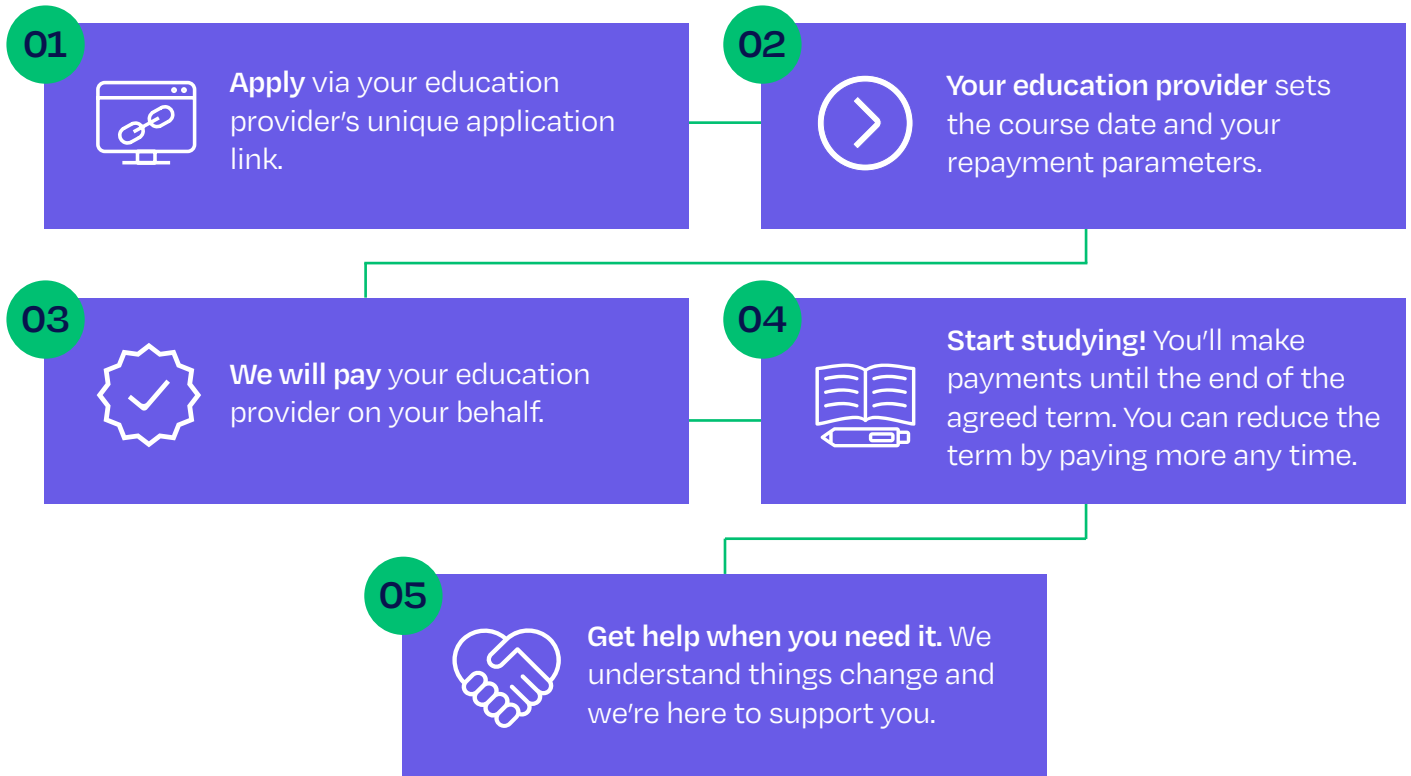 01
Apply via your education
provider’s unique application
link.
02
Your education provider sets
the course date and your
repayment parameters.
03
We will pay your education
provider on your behalf.
04
Start studying! You’ll make
payments until the end of the
agreed term. You can reduce the
term by paying more any time.
05
Get help when you need it. We
understand things change and
we’re here to support you.